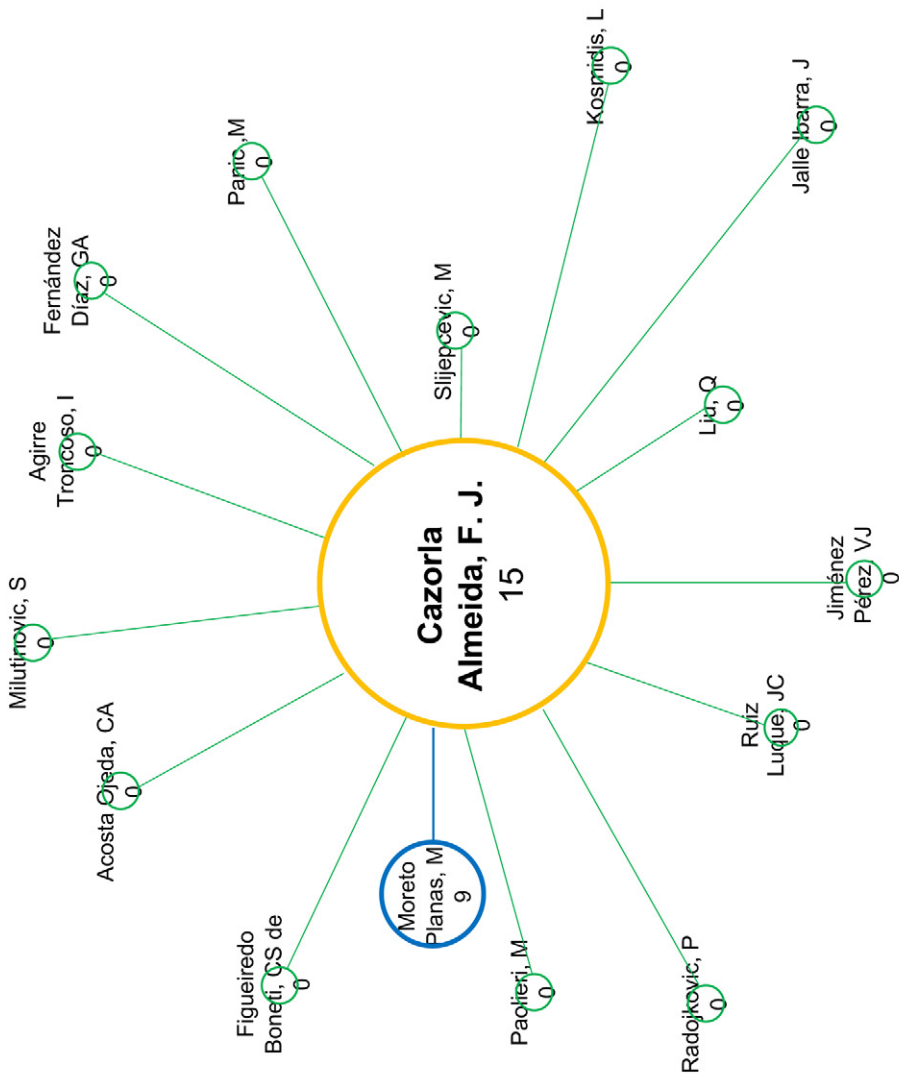 Milutinovic, S
0
Agirre
Troncoso, I
0
Fernández
Díaz, GA
0
Acosta Ojeda, CA
0
Panic ,M
0
Figueiredo
Boneti, CS de
0
Moreto
Planas, M
9
Cazorla
Almeida, F. J.
15
Slijepcevic, M
0
Paolieri, M
0
Kosmidis, L
0
Radojkovic, P
0
Liu, Q
0
Ruiz
Luque, JC
0
Jalle Ibarra, J
0
Jiménez
Pérez, VJ
0